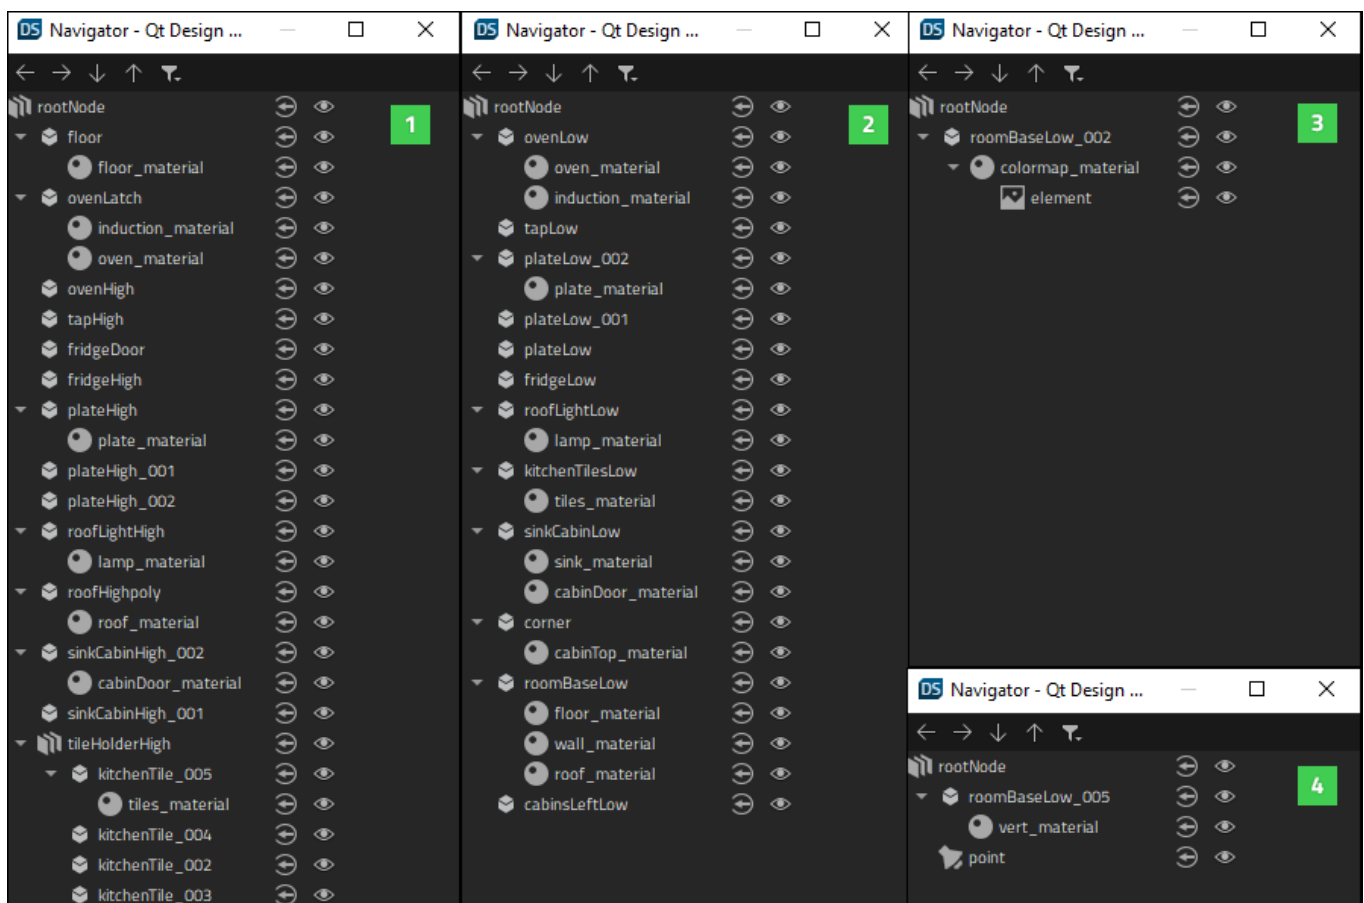 DS Navigator - Qt Design ...
rootNode
1
floor
floor_material
ovenLatch
induction_material
oven_material
ovenHigh
tapHigh
fridgeDoor
fridgeHigh
plateHigh
plate_material
plateHigh_001
plateHigh_002
roofLightHigh
lamp_material
roofHighpoly
roof_material
sinkCabinHigh_002
cabinDoor_material
sinkCabinHigh_001
tileHolderHigh
kitchenTile_005
tiles_material
kitchenTile_004
kitchenTile_002
kitchenTile_003
DS Navigator - Qt Design ...
rootNode
2
ovenLow
oven_material
induction_material
tapLow
plateLow_002
plate_material
plateLow_001
plateLow
fridgeLow
roofLightLow
lamp_material
kitchenTilesLow
tiles_material
sinkCabinLow
sink_material
cabinDoor_material
corner
cabinTop_material
roomBaseLow
floor_material
wall_material
roof_material
cabinsLeftLow
DS Navigator - Qt Design ...
rootNode
3
roomBaseLow_002
colormap_material
element
DS Navigator - Qt Design ...
rootNode
4
roomBaseLow_005
vert_material
point